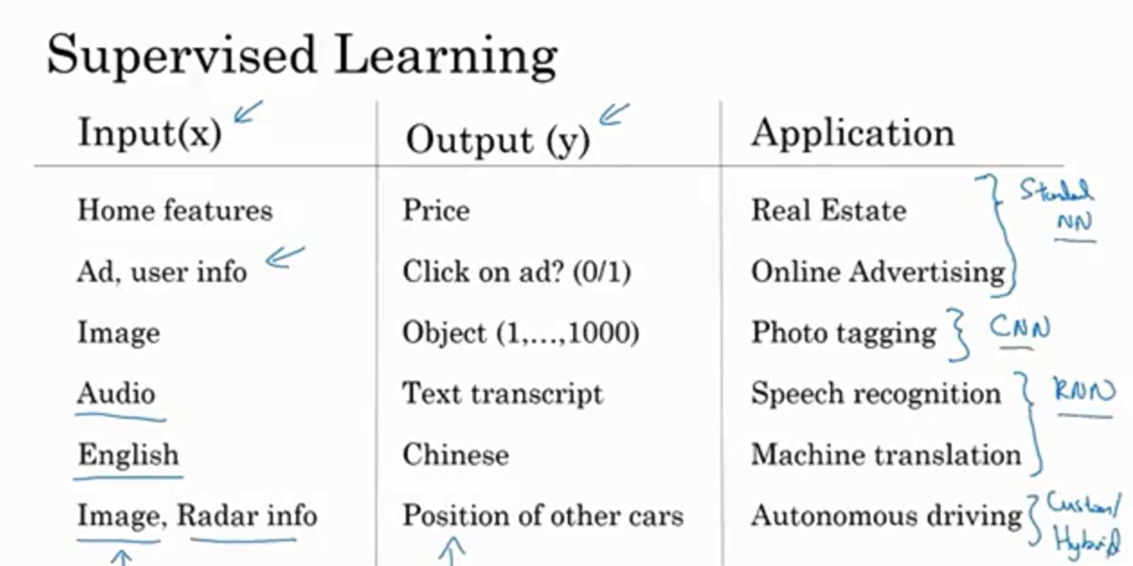 Supervised Learning
Input(x) Output (y) Application
Home features Price Real Estate
Standard
NN
Ad, user info Click on ad? (0/1) Online Advertising
Image Object (1,...,1000) Photo tagging CNN
Audio Text transcript Speech recognition RNN
English Chinese Machine translation
Image, Radar info Position of other cars Autonomous driving Custom/
Hybrid